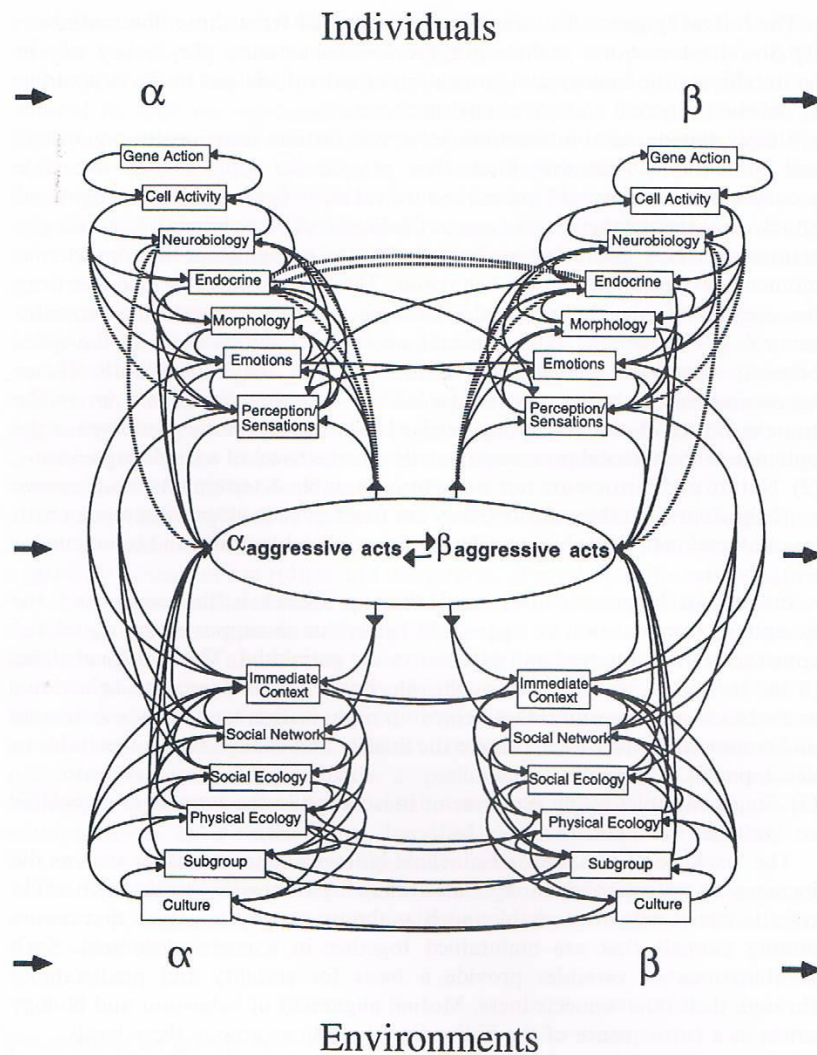 Individuals
α β
Gene Action Gene Action
Cell Activity Cell Activity
Neurobiology Neurobiology
Endocrine Endocrine
Morphology Morphology
Emotions Emotions
Perception/ Perception/
Sensations Sensations
α aggressive acts β aggressive acts
Immediate Immediate
Context Context
Social Network Social Network
Social Ecology Social Ecology
Physical Ecology Physical Ecology
Subgroup Subgroup
Culture Culture
α β
Environments